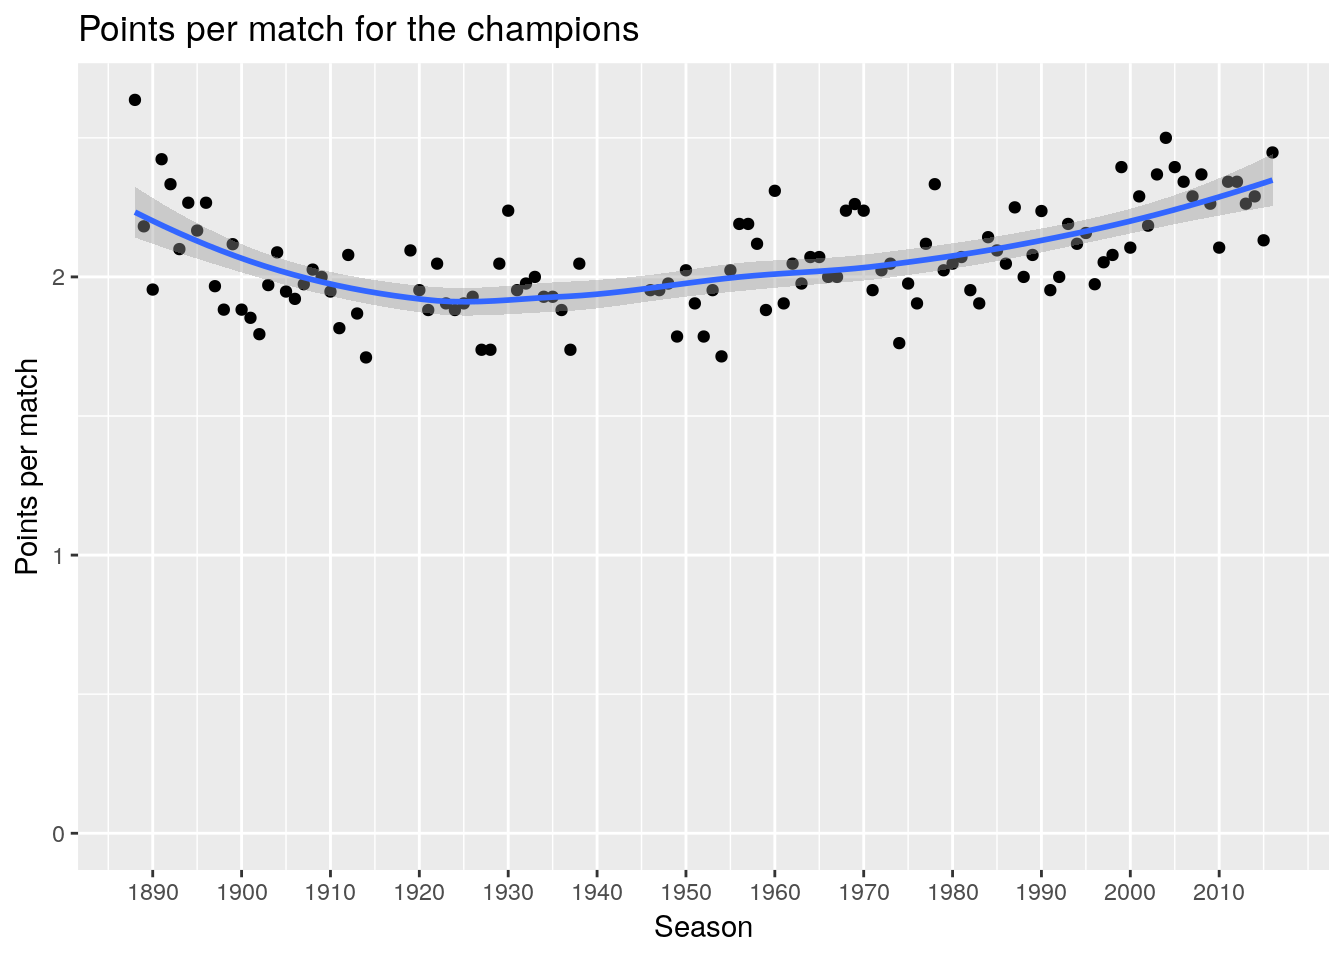 Points per match for the champions
Points per match
2
1
0
1890 1900 1910 1920 1930 1940 1950 1960 1970 1980 1990 2000 2010
Season